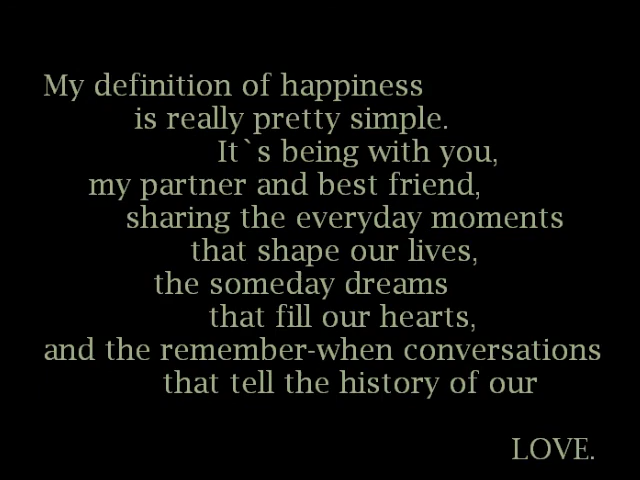 My definition of happiness
is really pretty simple.
It`s being with you,
my partner and best friend,
sharing the everyday moments
that shape our lives,
the someday dreams
that fill our hearts,
and the remember-when conversations
that tell the history of our
LOVE.